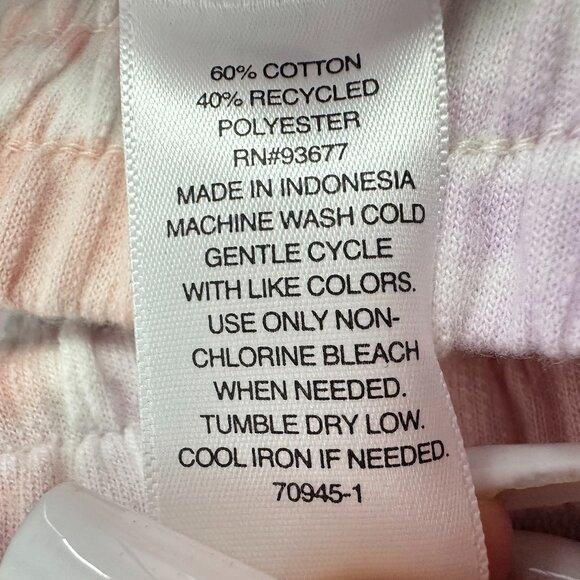 60% COTTON
40% RECYCLED
POLYESTER
RN#93677
MADE IN INDONESIA
MACHINE WASH COLD
GENTLE CYCLE
WITH LIKE COLORS.
USE ONLY NON-
CHLORINE BLEACH
WHEN NEEDED.
TUMBLE DRY LOW.
COOL IRON IF NEEDED.
70945-1